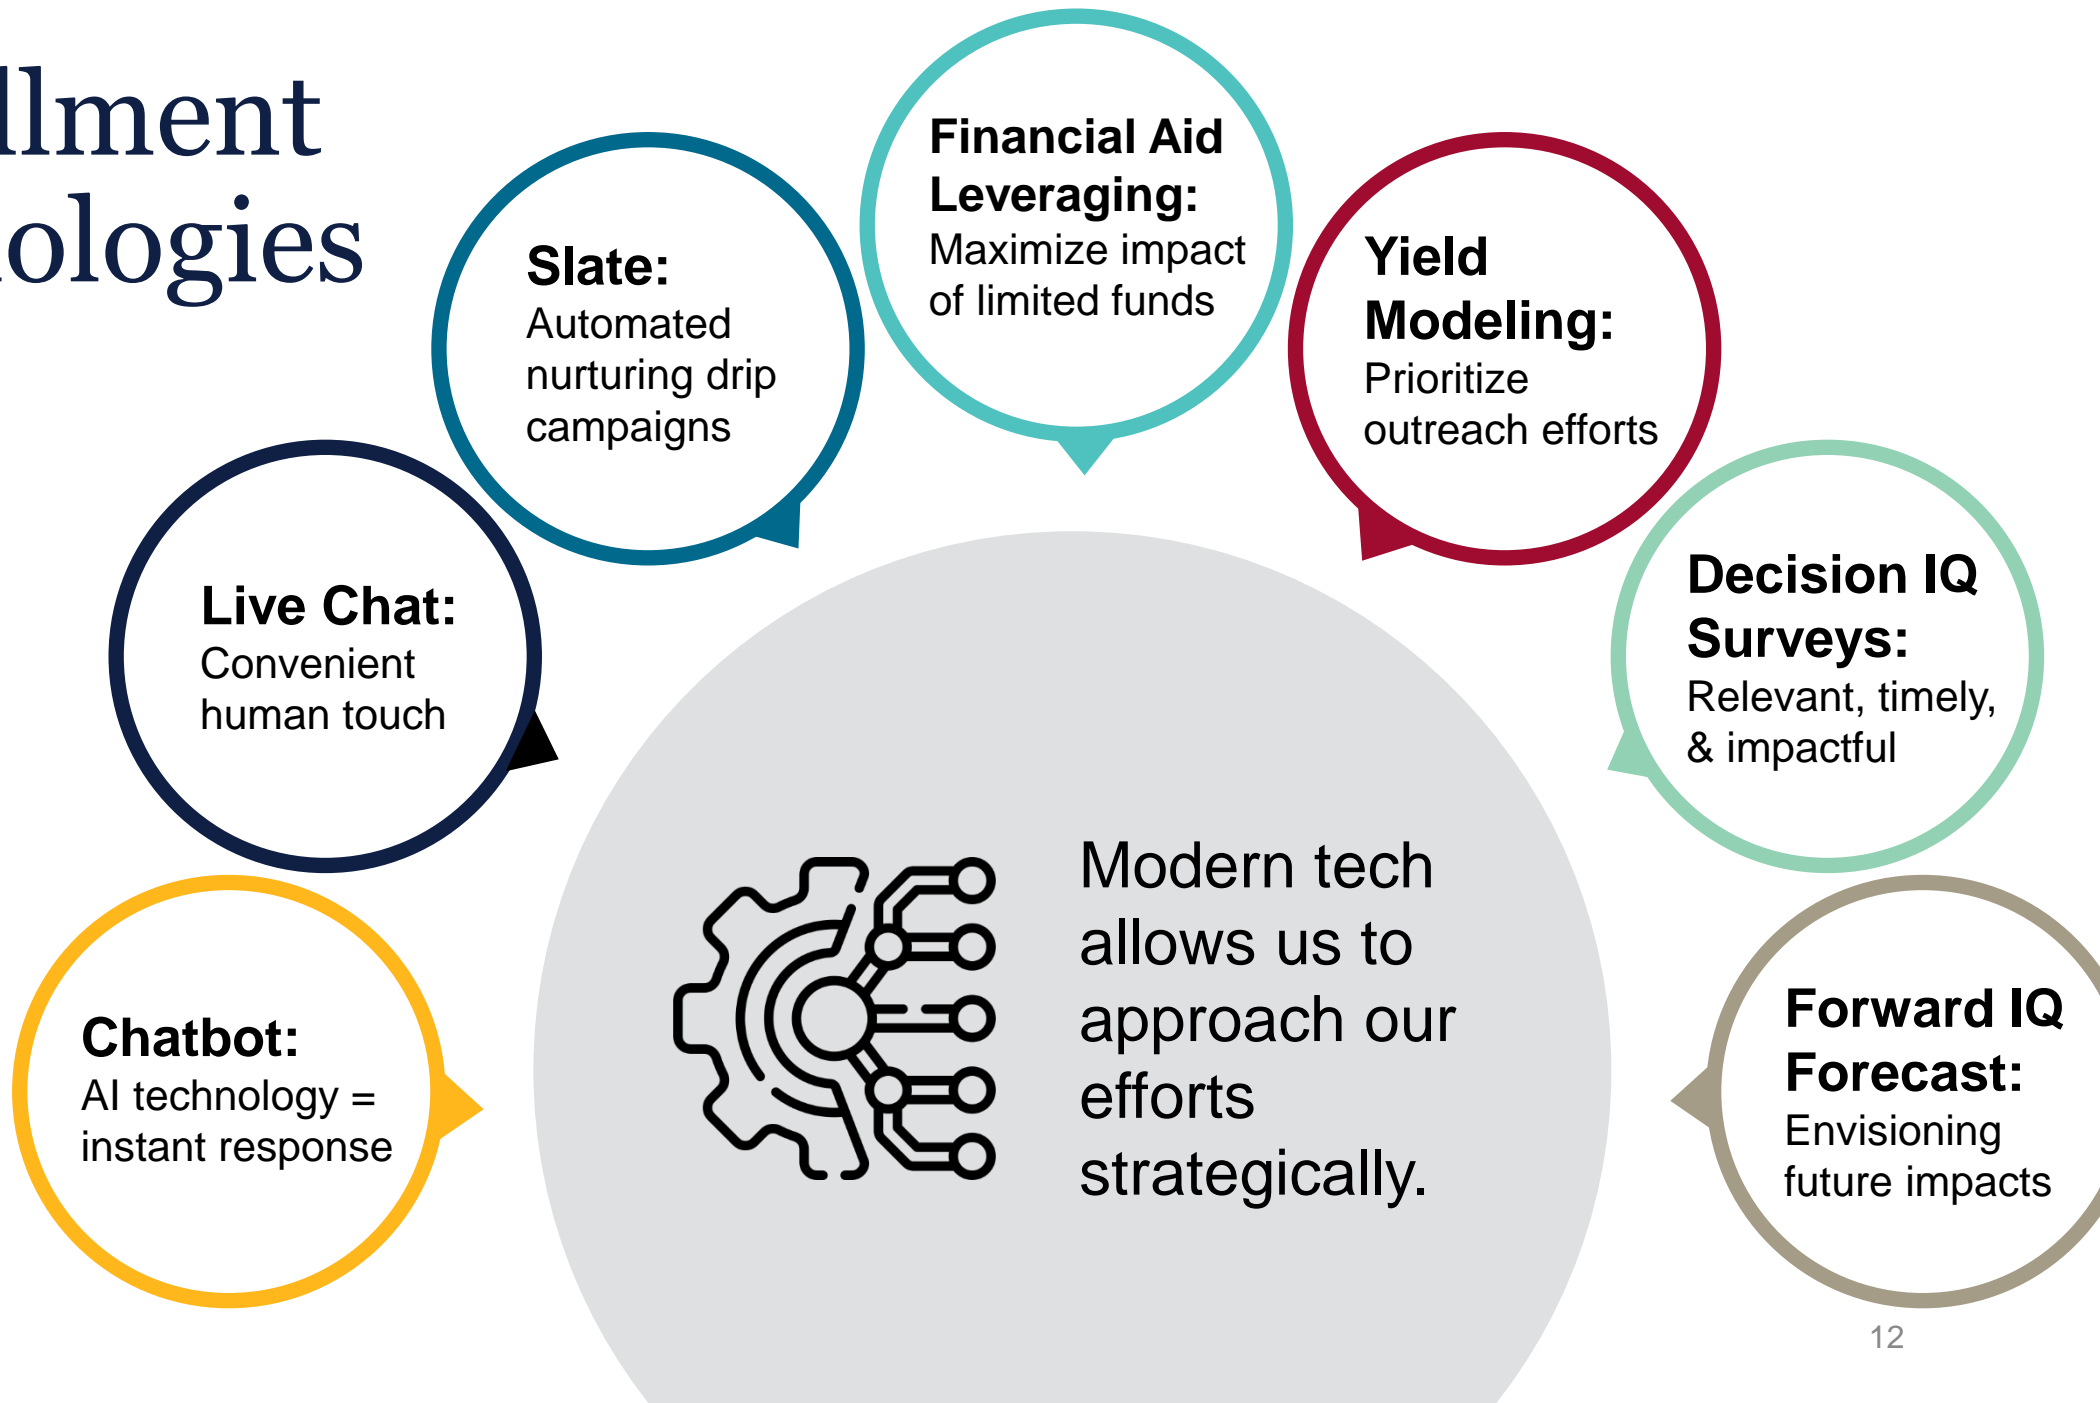 llment
ologies
Financial Aid
Leveraging:
Maximize impact
of limited funds
Slate:
Automated
nurturing drip
campaigns
Yield
Modeling:
Prioritize
outreach efforts
Live Chat:
Convenient
human touch
Decision IQ
Surveys:
Relevant, timely,
& impactful
Chatbot:
AI technology =
instant response
Modern tech
allows us to
approach our
efforts
strategically.
Forward IQ
Forecast:
Envisioning
future impacts
12